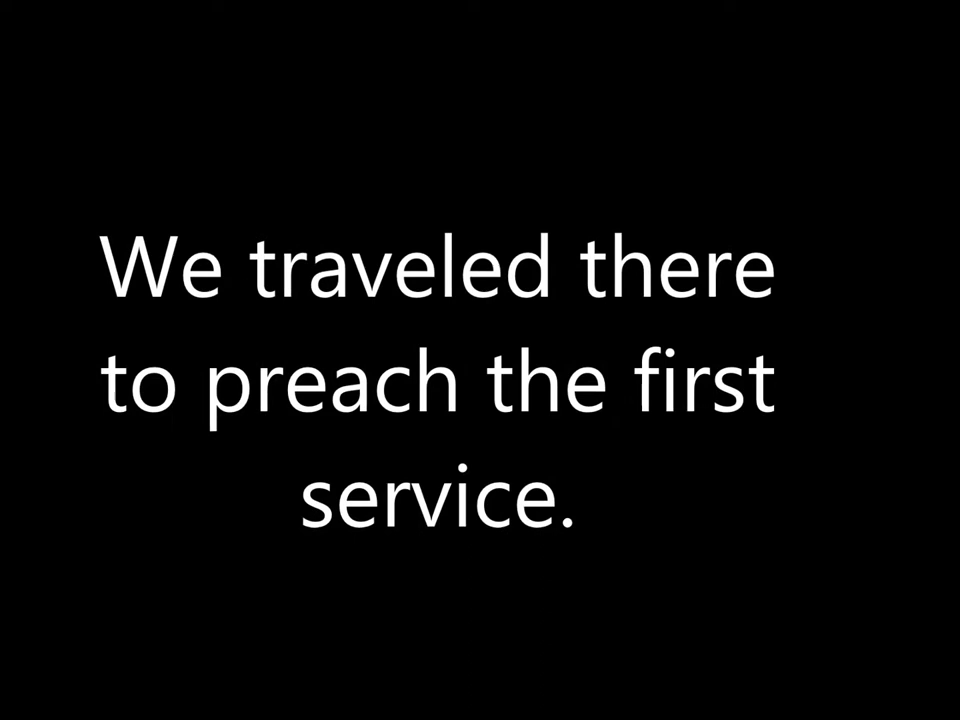 We traveled there
to preach the first
service.